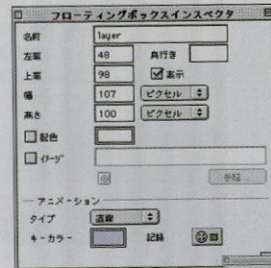 フローティングボックスインスペクタ
名前 layer
左端 48 奥行き
上端 98 表示
幅 107 ピクセル
高さ 100 ピクセル
配色
イメージ
参照...
アニメーション
タイプ 直線
キーカラー 記録